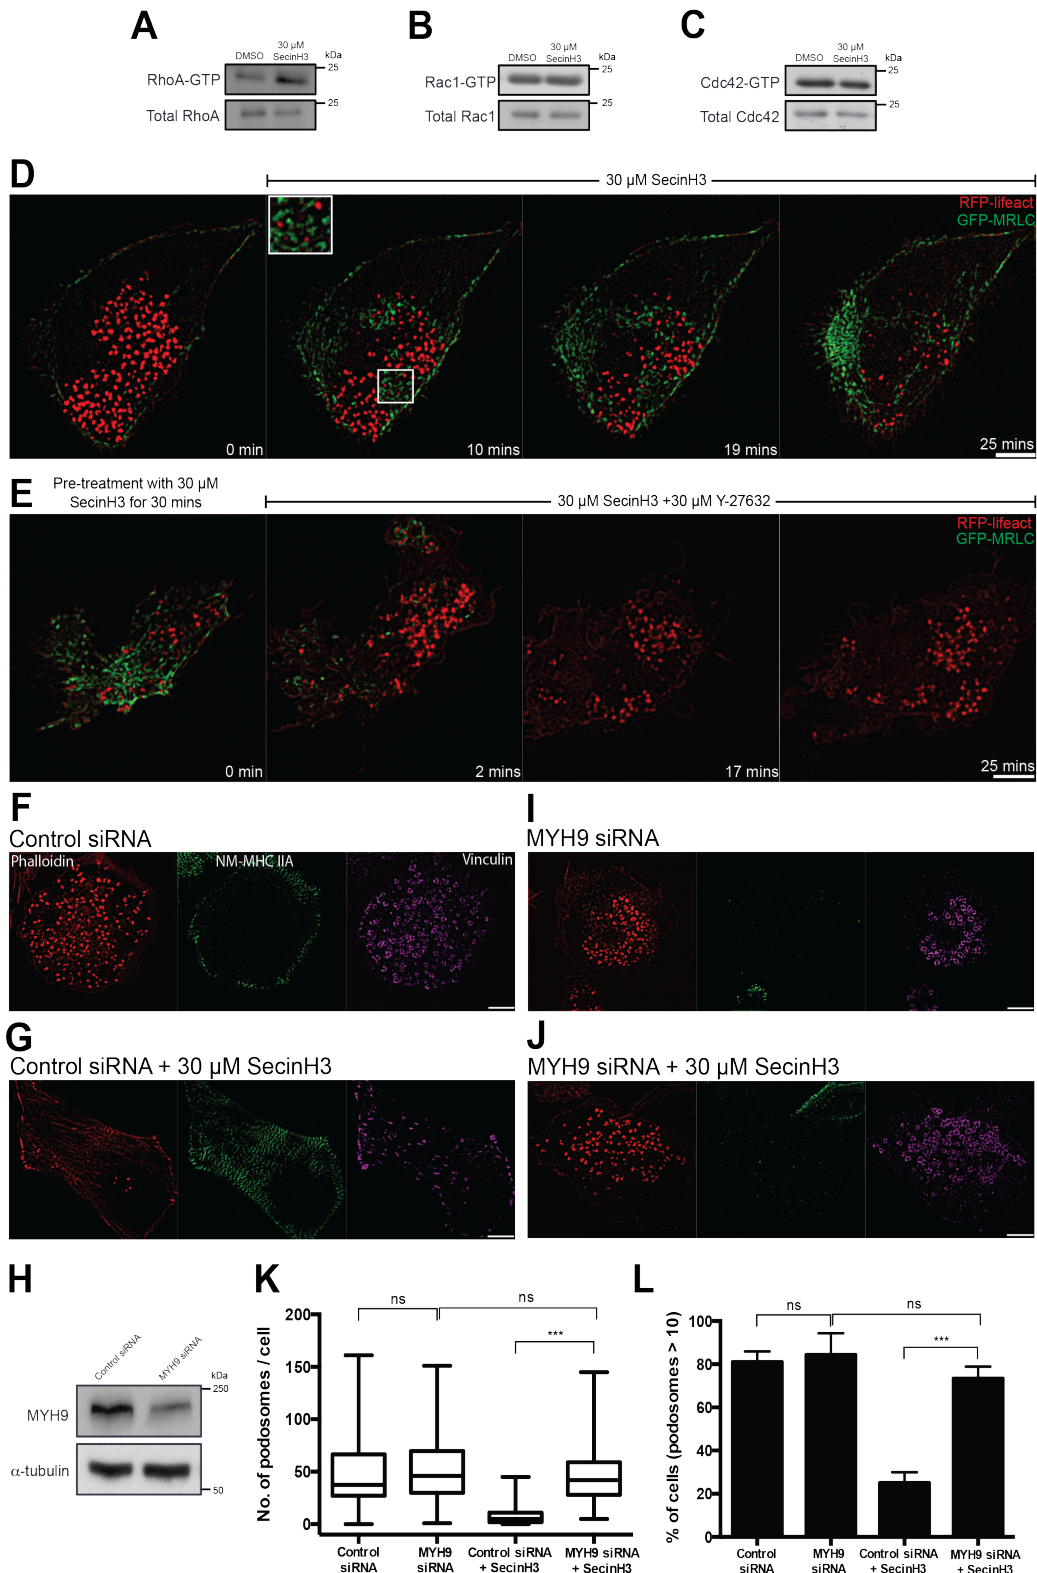 A
B
C
30 µM
DMSO SecinH3 kDa
RhoA-GTP
25
Total RhoA
25
30 µM
DMSO SecinH3 kDa
Rac1-GTP
25
Total Rac1
25
30 µM
DMSO SecinH3 kDa
Cdc42-GTP
25
Total Cdc42
25
D
30 µM SecinH3
RFP-lifeact
GFP-MRLC
0 min
10 mins
19 mins
25 mins
E
Pre-treatment with 30 µM
SecinH3 for 30 mins
30 µM SecinH3 +30 µM Y-27632
RFP-lifeact
GFP-MRLC
0 min
2 mins
17 mins
25 mins
F
Control siRNA
Phalloidin
NM-MHC IIA
Vinculin
I
MYH9 siRNA
G
Control siRNA + 30 µM SecinH3
J
MYH9 siRNA + 30 µM SecinH3
H
Control siRNA
MYH9 siRNA
kDa
250
MYH9
α-tubulin
50
K
No. of podosomes / cell
200
150
100
50
0
ns
ns
***
Control
siRNA
MYH9
siRNA
Control siRNA
+ SecinH3
MYH9 siRNA
+ SecinH3
L
% of cells (podosomes > 10)
100
80
60
40
20
0
ns
ns
***
Control
siRNA
MYH9
siRNA
Control siRNA
+ SecinH3
MYH9 siRNA
+ SecinH3